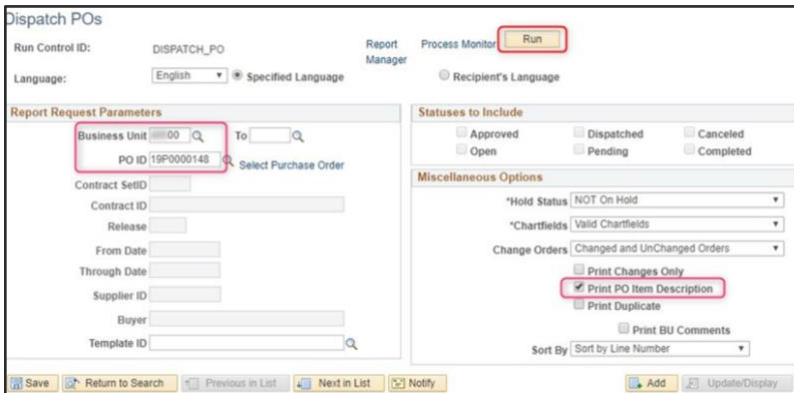 Dispatch POs
Run Control ID: DISPATCH_PO Report Manager Process Monitor Run
Language: English Specified Language Recipient's Language
Report Request Parameters
Business Unit 00 To
PO ID 19P0000148 Select Purchase Order
Contract SetID
Contract ID
Release
From Date
Through Date
Supplier ID
Buyer
Template ID
Statuses to Include
Approved Dispatched Canceled
Open Pending Completed
Miscellaneous Options
*Hold Status NOT On Hold
*Chartfields Valid Chartfields
Change Orders Changed and UnChanged Orders
Print Changes Only
Print PO Item Description
Print Duplicate
Print BU Comments
Sort By Sort by Line Number
Save Return to Search Previous in List Next in List Notify Add Update/Display